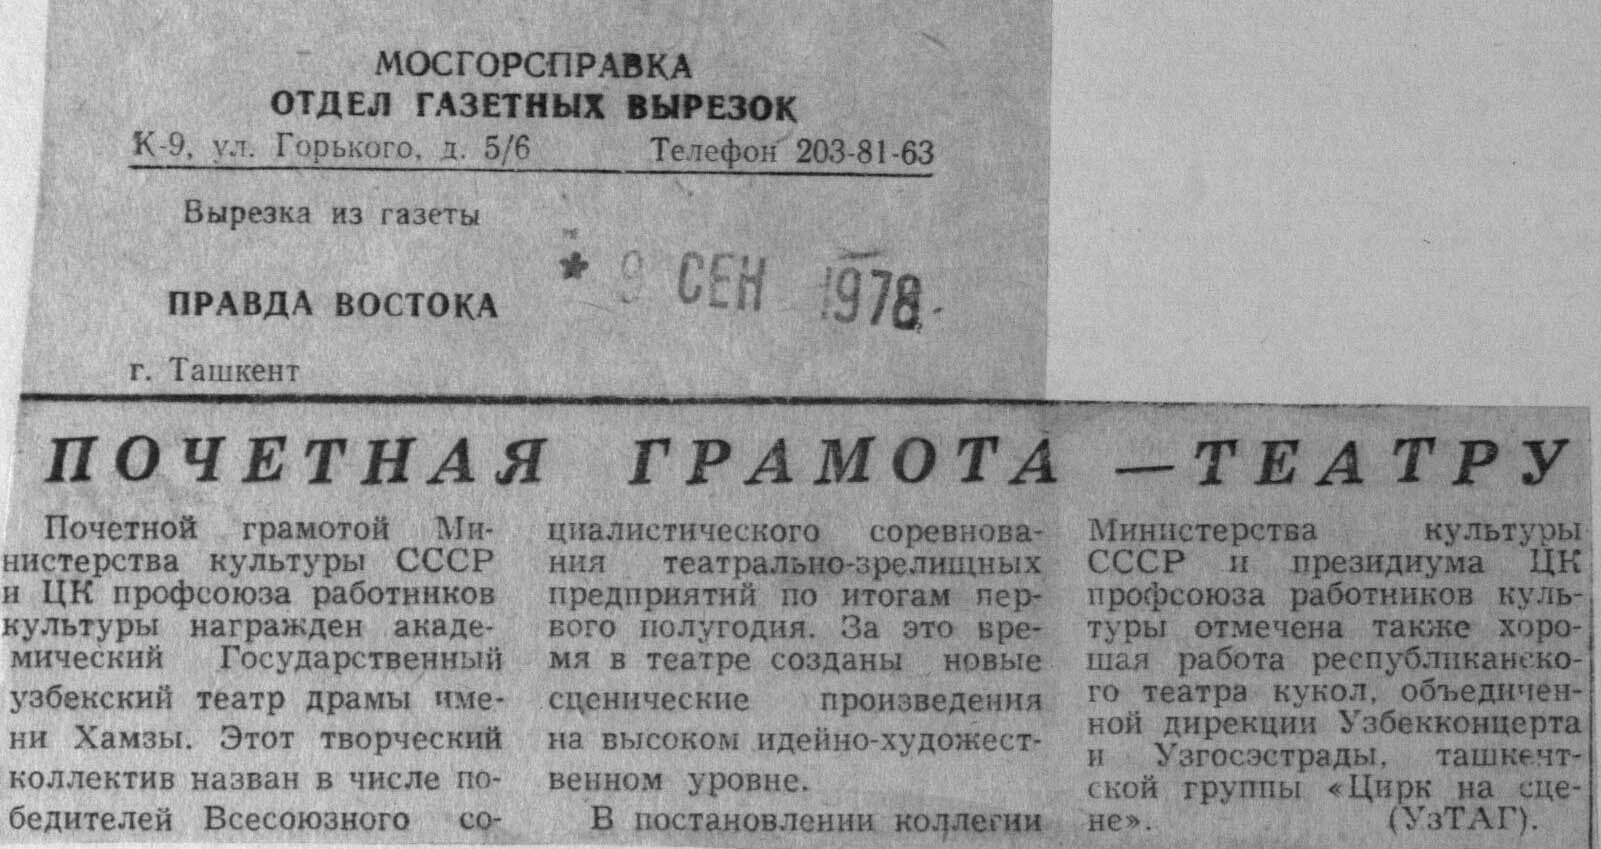 МОСГОРСПРАВКА
ОТДЕЛ ГАЗЕТНЫХ ВЫРЕЗОК
К-9, ул. Горького, д. 5/6 Телефон 203-81-63
Вырезка из газеты
* 9 СЕН 1978
ПРАВДА ВОСТОКА
г. Ташкент
ПОЧЕТНАЯ ГРАМОТА — ТЕАТРУ
Почетной грамотой Ми-
нистерства культуры СССР
и ЦК профсоюза работников
культуры награжден акаде-
мический Государственный
узбекский театр драмы име-
ни Хамзы. Этот творческий
коллектив назван в числе по-
бедителей Всесоюзного со-
циалистического соревнова-
ния театрально-зрелищных
предприятий по итогам пер-
вого полугодия. За это вре-
мя в театре созданы новые
сценические произведения
на высоком идейно-художест-
венном уровне.
В постановлении коллегии
Министерства культуры
СССР и президиума ЦК
профсоюза работников куль-
туры отмечена также хоро-
шая работа республиканско-
го театра кукол, объединен-
ной дирекции Узбекконцерта
и Узгосэстрады, ташкент-
ской группы «Цирк на сце-
не». (УзТАГ).